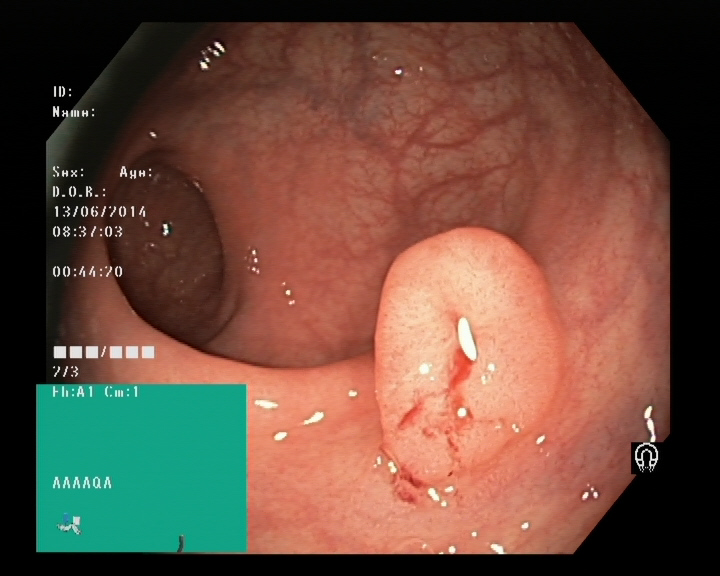 ID:
Name:
Sex: Age:
D.O.R.:
13/06/2014
08:37:03
00:44:20
/
2/3
Eh:A1 Cm:1
AAAAQA